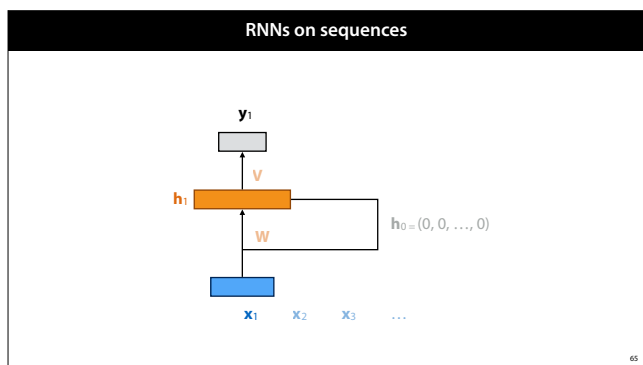 RNNs on sequences
y₁
V
h₁
h₀ = (0, 0, …, 0)
W
x₁ x₂ x₃ …
65